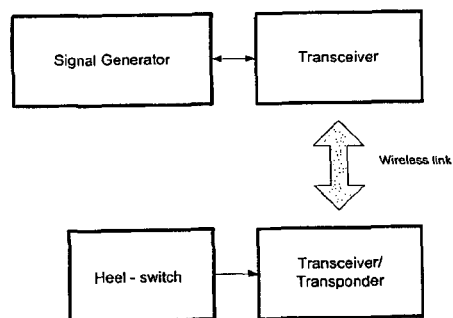 Signal Generator
Transceiver
Wireless link
Heel - switch
Transceiver/
Transponder